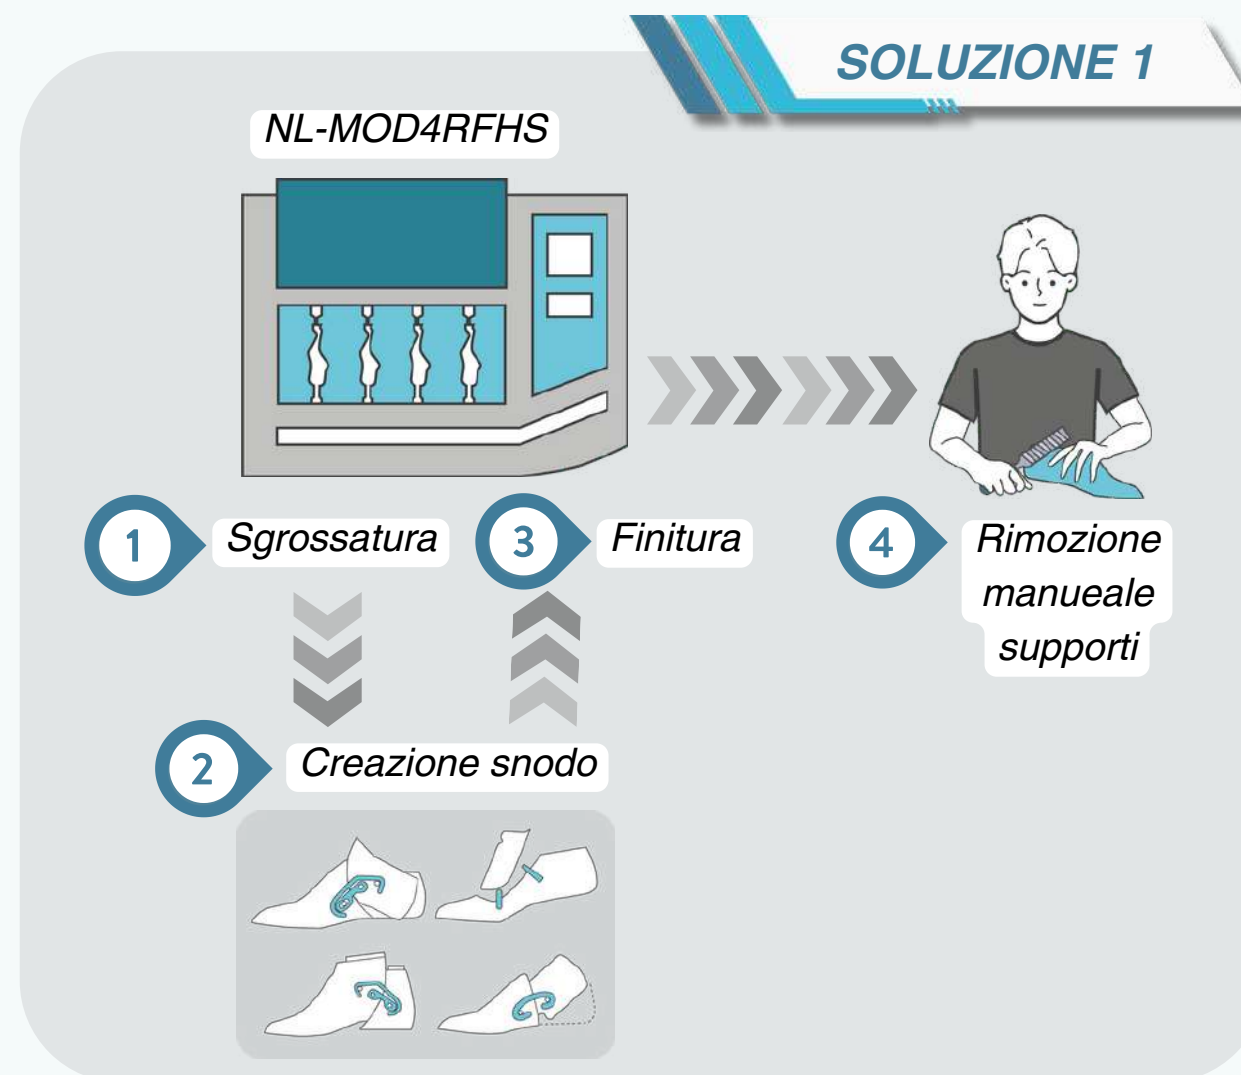 SOLUZIONE 1
NL-MOD4RFHS
1
Sgrossatura
3
Finitura
4
Rimozione
manueale
supporti
2
Creazione snodo